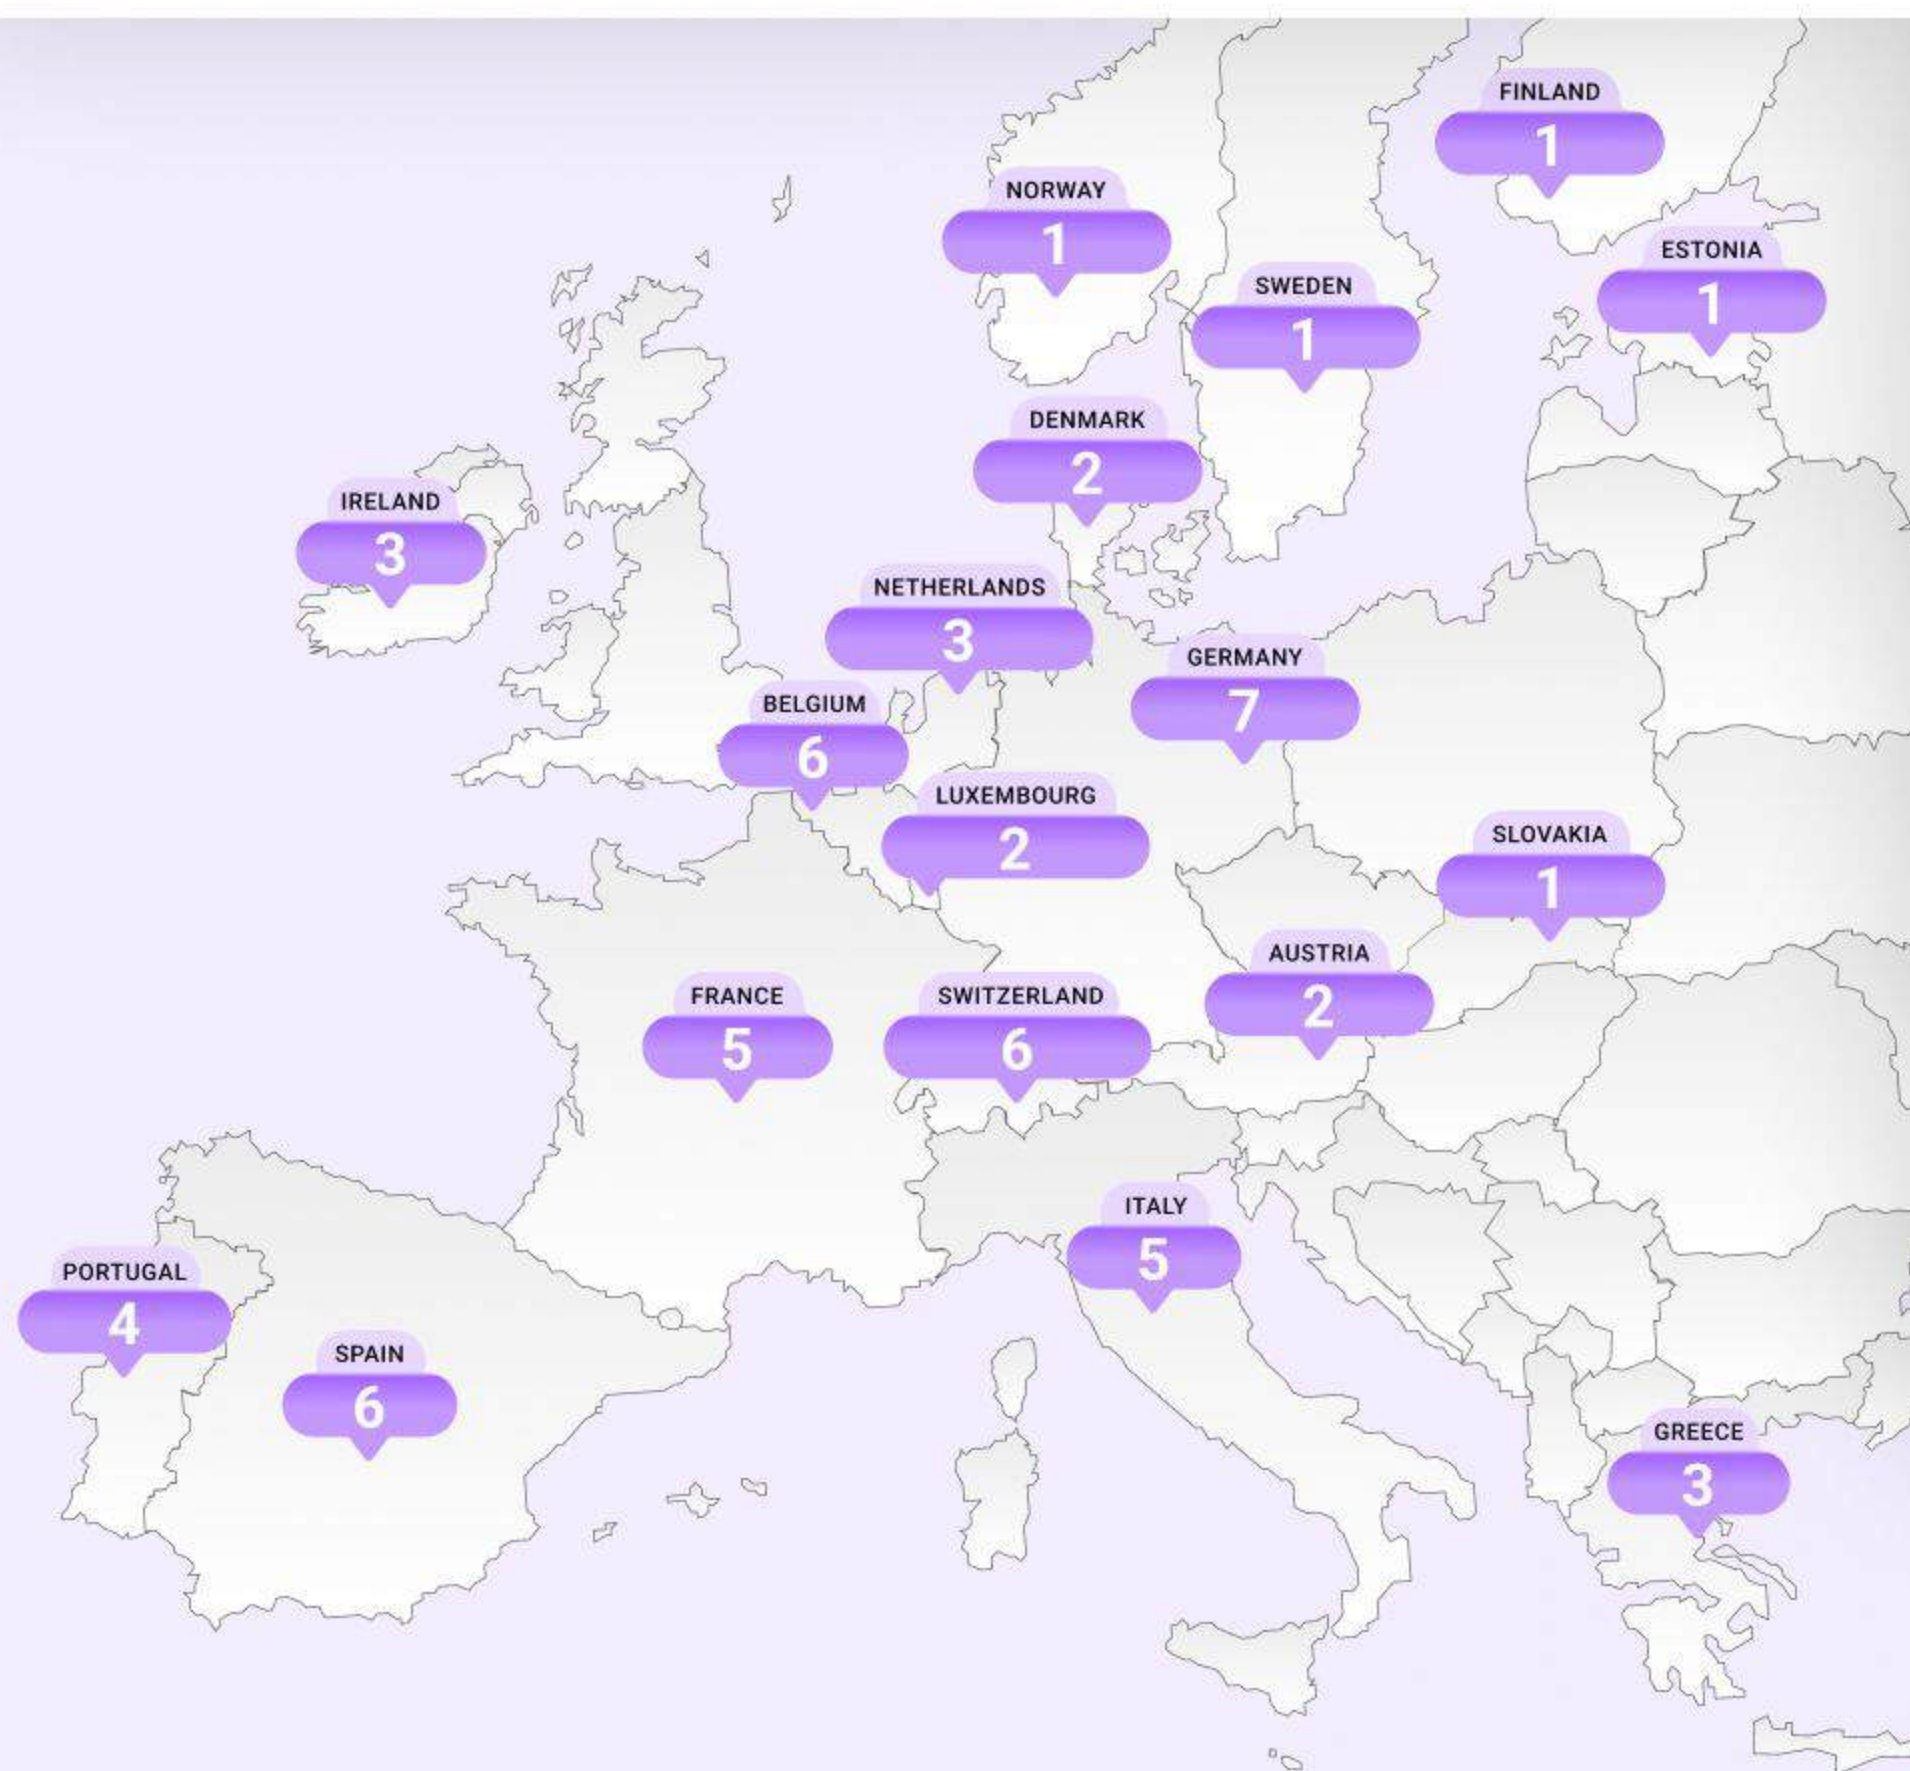 FINLAND
1
NORWAY
1
ESTONIA
1
SWEDEN
1
DENMARK
2
IRELAND
3
NETHERLANDS
3
GERMANY
7
BELGIUM
6
LUXEMBOURG
2
SLOVAKIA
1
AUSTRIA
2
FRANCE
5
SWITZERLAND
6
ITALY
5
PORTUGAL
4
SPAIN
6
GREECE
3